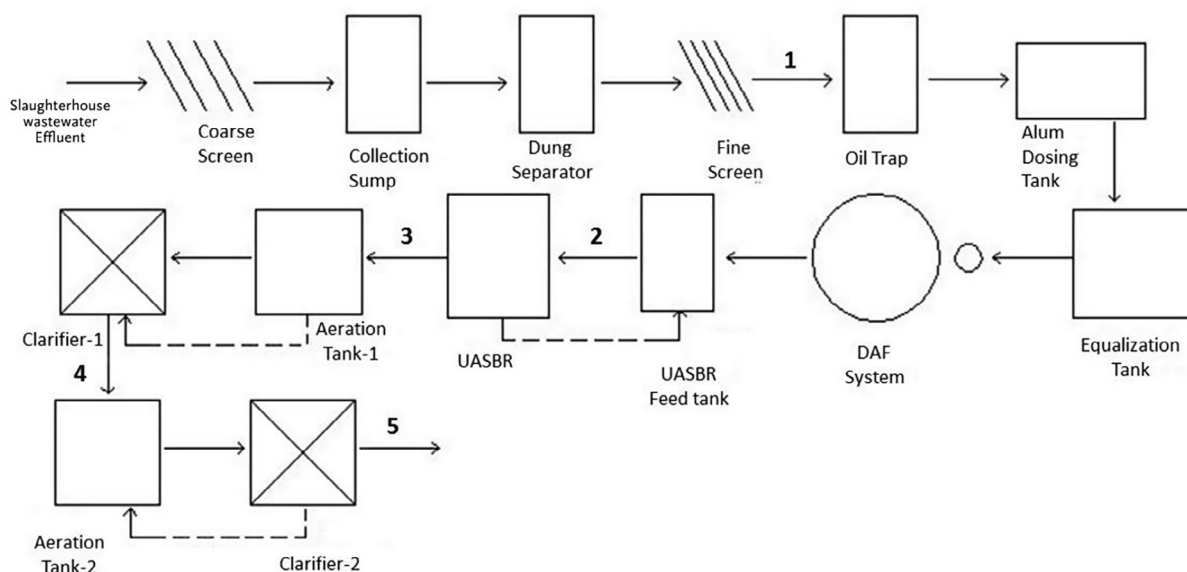 Slaughterhouse
wastewater
Effluent
Coarse
Screen
Collection
Sump
Dung
Separator
Fine
Screen
1
Oil Trap
Alum
Dosing
Tank
Clarifier-1
Aeration
Tank-1
3
UASBR
2
UASBR
Feed tank
DAF
System
Equalization
Tank
4
Aeration
Tank-2
Clarifier-2
5